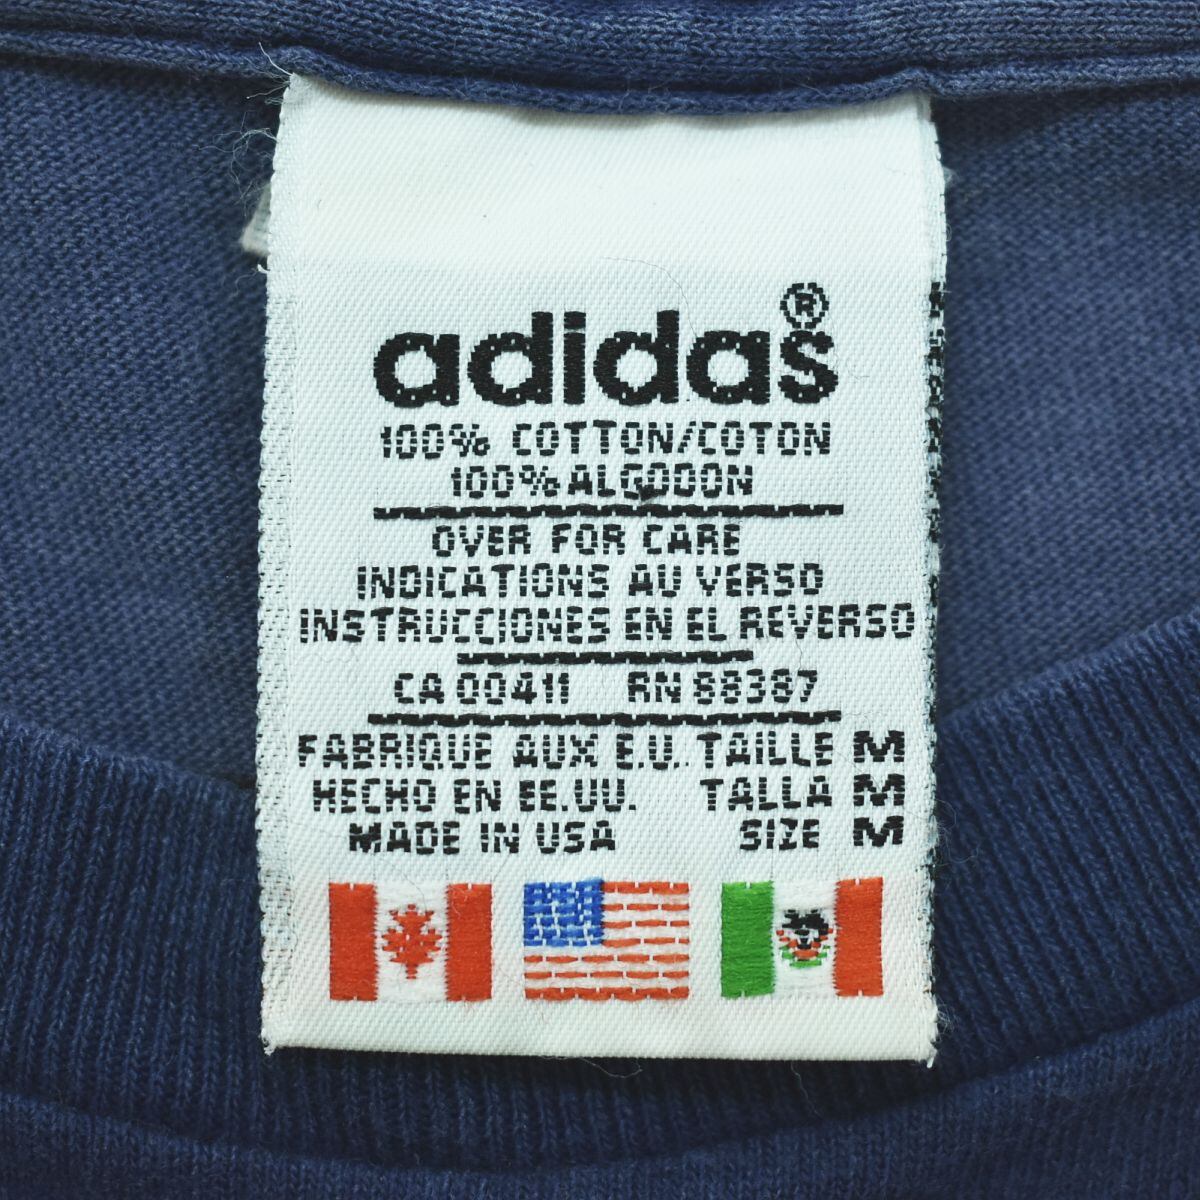 adidas®
100% COTTON/COTON
100% ALGODON
OVER FOR CARE
INDICATIONS AU VERSO
INSTRUCCIONES EN EL REVERSO
CA 00411 RN 88387
FABRIQUE AUX E.U. TAILLE M
HECHO EN EE.UU. TALLA M
MADE IN USA SIZE M